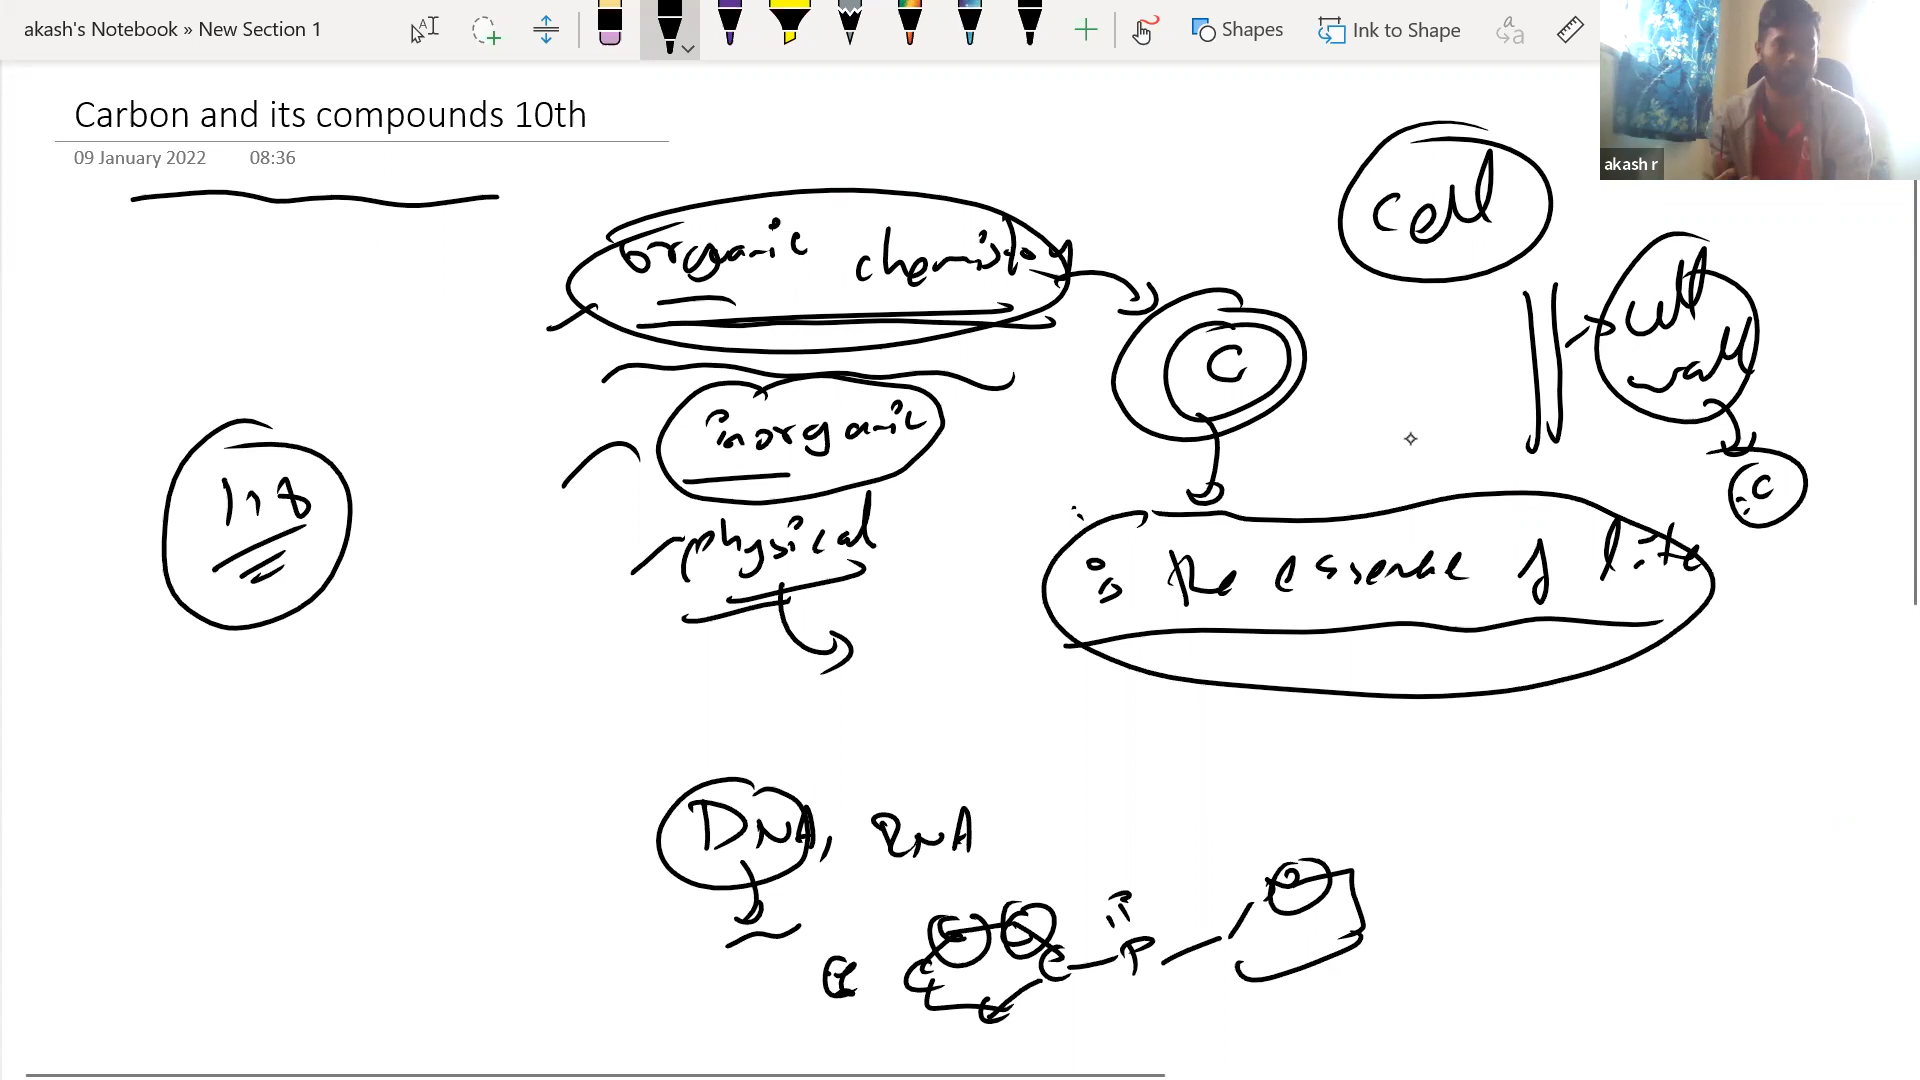 akash's Notebook » New Section 1
Shapes
Ink to Shape
akash r
Carbon and its compounds 10th
09 January 2022 08:36
organic chemistry
cell
cell
wall
C
C
inorganic
118
physical
is the essense of life
DNA, RNA
C C C P
C